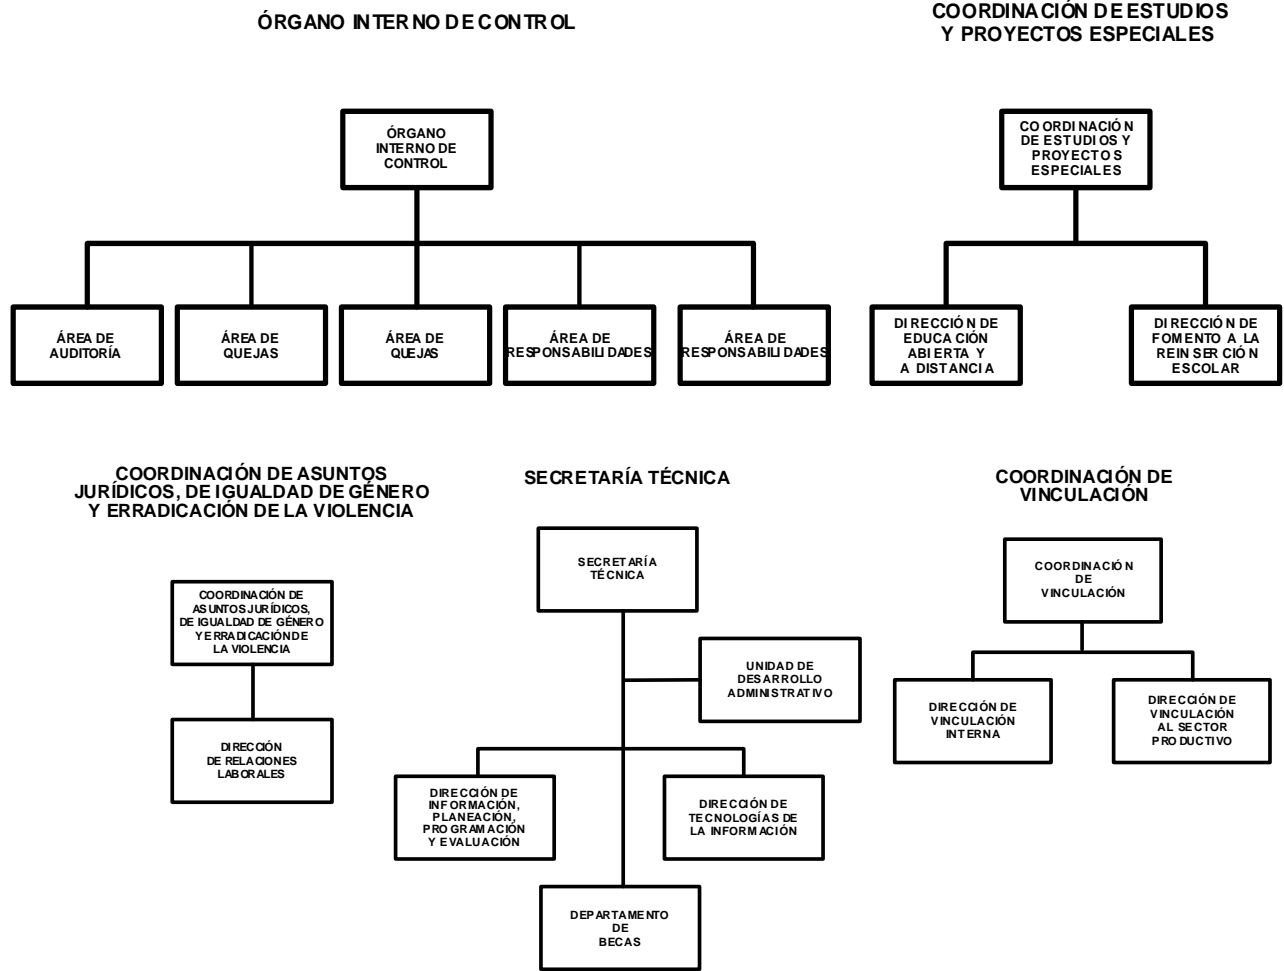 ÓRGANO INTERNO DE CONTROL
COORDINACIÓN DE ESTUDIOS
Y PROYECTOS ESPECIALES
ÓRGANO
INTERNO DE
CONTROL
COORDINACIÓN
DE ESTUDIOS Y
PROYECTOS
ESPECIALES
ÁREA DE
AUDITORÍA
ÁREA DE
QUEJAS
ÁREA DE
QUEJAS
ÁREA DE
RESPONSABILIDADES
ÁREA DE
RESPONSABILIDADES
DIRECCIÓN DE
EDUCACIÓN
ABIERTA Y
A DISTANCIA
DIRECCIÓN DE
FOMENTO A LA
REINSERCIÓN
ESCOLAR
COORDINACIÓN DE ASUNTOS
JURÍDICOS, DE IGUALDAD DE GÉNERO
Y ERRADICACIÓN DE LA VIOLENCIA
COORDINACIÓN DE
ASUNTOS JURÍDICOS,
DE IGUALDAD DE GÉNERO
Y ERRADICACIÓN DE
LA VIOLENCIA
DIRECCIÓN
DE RELACIONES
LABORALES
SECRETARÍA TÉCNICA
SECRETARÍA
TÉCNICA
UNIDAD DE
DESARROLLO
ADMINISTRATIVO
DIRECCIÓN DE
INFORMACIÓN,
PLANEACIÓN,
PROGRAMACIÓN
Y EVALUACIÓN
DIRECCIÓN DE
TECNOLOGÍAS DE
LA INFORMACIÓN
DEPARTAMENTO
DE
BECAS
COORDINACIÓN DE
VINCULACIÓN
COORDINACIÓN
DE
VINCULACIÓN
DIRECCIÓN DE
VINCULACIÓN
INTERNA
DIRECCIÓN DE
VINCULACIÓN
AL SECTOR
PRODUCTIVO